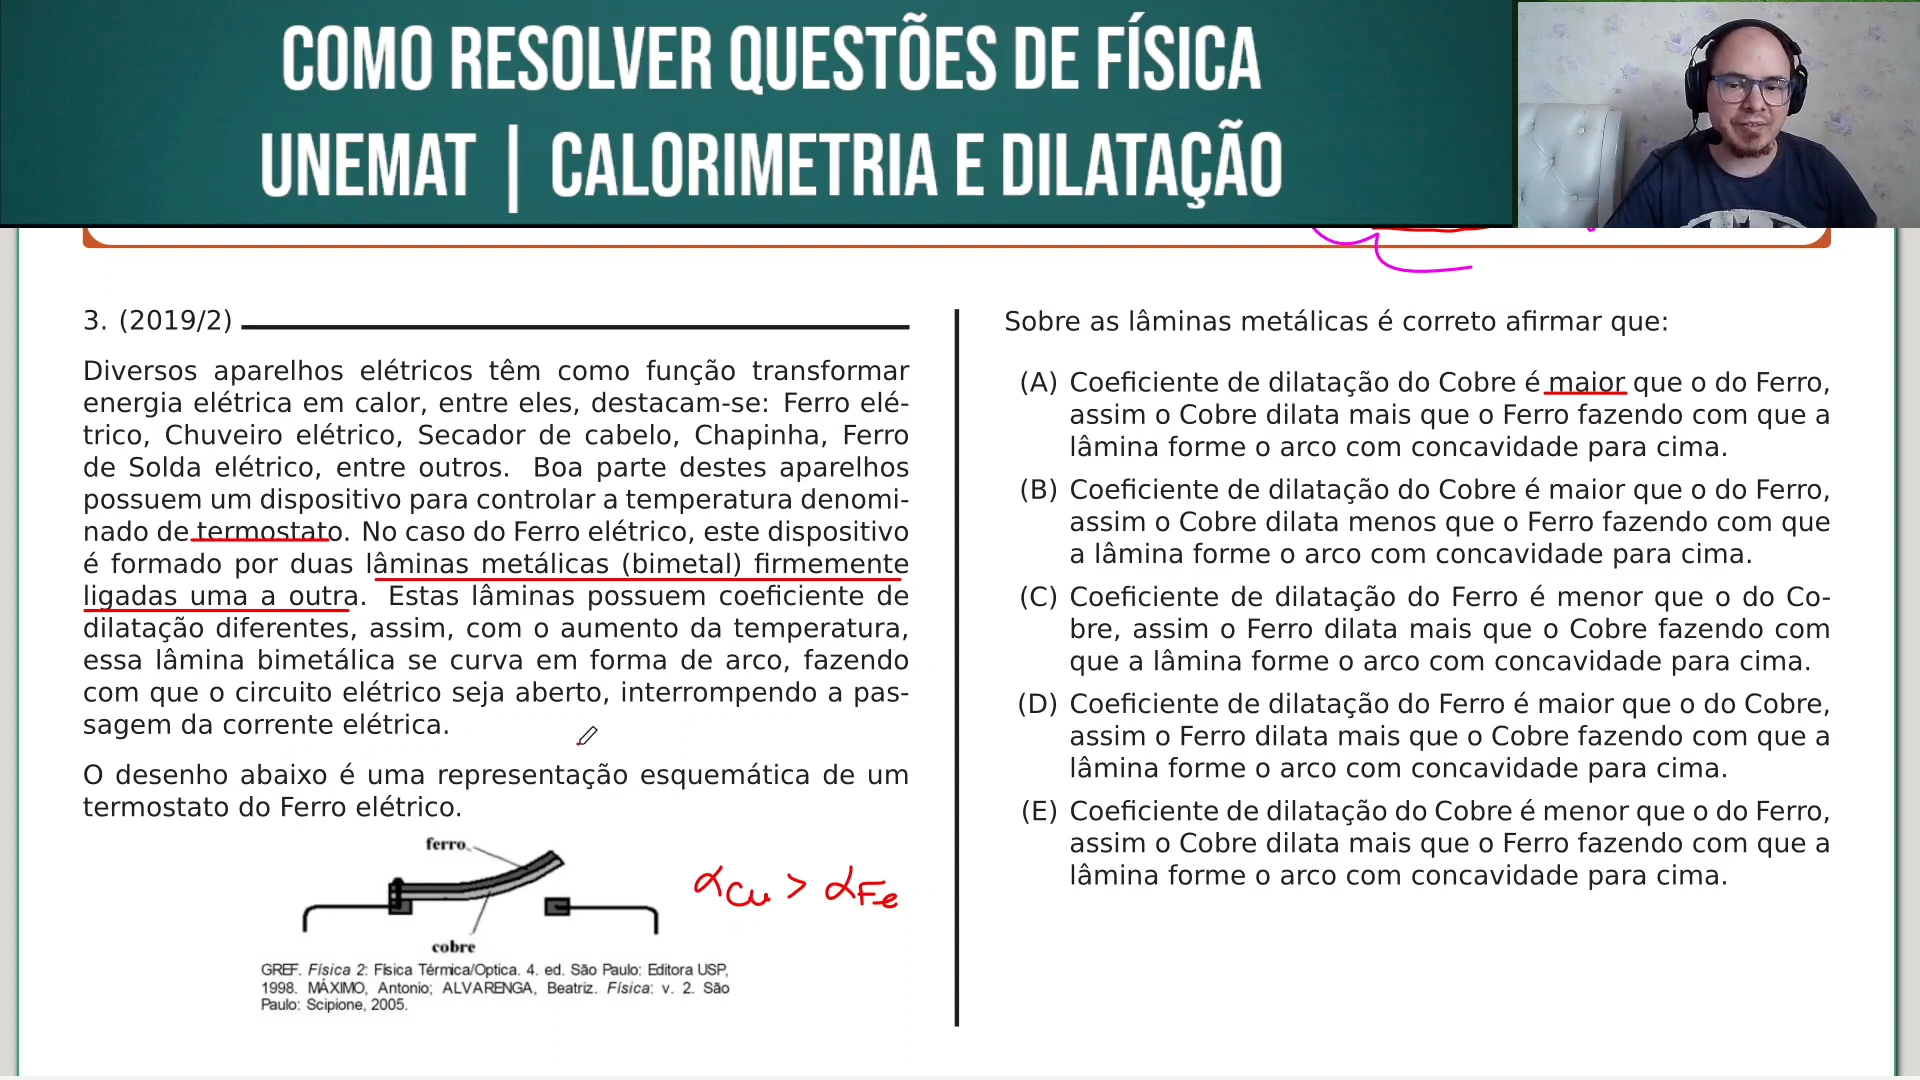 COMO RESOLVER QUESTÕES DE FÍSICA
UNEMAT | CALORIMETRIA E DILATAÇÃO
3. (2019/2)
Diversos aparelhos elétricos têm como função transformar
energia elétrica em calor, entre eles, destacam-se: Ferro elé-
trico, Chuveiro elétrico, Secador de cabelo, Chapinha, Ferro
de Solda elétrico, entre outros. Boa parte destes aparelhos
possuem um dispositivo para controlar a temperatura denomi-
nado de termostato. No caso do Ferro elétrico, este dispositivo
é formado por duas lâminas metálicas (bimetal) firmemente
ligadas uma a outra. Estas lâminas possuem coeficiente de
dilatação diferentes, assim, com o aumento da temperatura,
essa lâmina bimetálica se curva em forma de arco, fazendo
com que o circuito elétrico seja aberto, interrompendo a pas-
sagem da corrente elétrica.
O desenho abaixo é uma representação esquemática de um
termostato do Ferro elétrico.
ferro
cobre
αCu > αFe
GREF. Física 2: Física Térmica/Optica. 4. ed. São Paulo: Editora USP,
1998. MÁXIMO, Antonio; ALVARENGA, Beatriz. Física: v. 2. São
Paulo: Scipione, 2005.
Sobre as lâminas metálicas é correto afirmar que:
(A) Coeficiente de dilatação do Cobre é maior que o do Ferro,
assim o Cobre dilata mais que o Ferro fazendo com que a
lâmina forme o arco com concavidade para cima.
(B) Coeficiente de dilatação do Cobre é maior que o do Ferro,
assim o Cobre dilata menos que o Ferro fazendo com que
a lâmina forme o arco com concavidade para cima.
(C) Coeficiente de dilatação do Ferro é menor que o do Co-
bre, assim o Ferro dilata mais que o Cobre fazendo com
que a lâmina forme o arco com concavidade para cima.
(D) Coeficiente de dilatação do Ferro é maior que o do Cobre,
assim o Ferro dilata mais que o Cobre fazendo com que a
lâmina forme o arco com concavidade para cima.
(E) Coeficiente de dilatação do Cobre é menor que o do Ferro,
assim o Cobre dilata mais que o Ferro fazendo com que a
lâmina forme o arco com concavidade para cima.